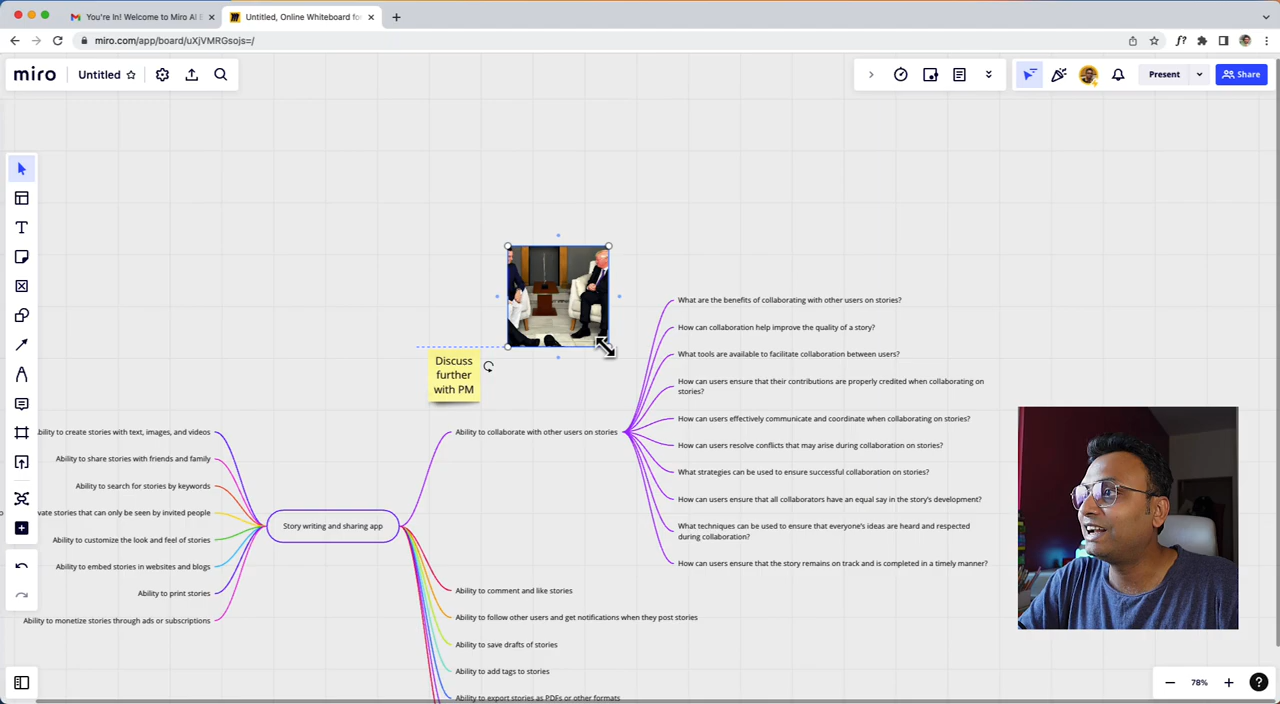 You're In! Welcome to Miro AI B
Untitled, Online Whiteboard for
miro.com/app/board/uXjVMRGsojs=/
miro
Untitled
Present
Share
Discuss
further
with PM
What are the benefits of collaborating with other users on stories?
How can collaboration help improve the quality of a story?
What tools are available to facilitate collaboration between users?
How can users ensure that their contributions are properly credited when collaborating on
stories?
How can users effectively communicate and coordinate when collaborating on stories?
How can users resolve conflicts that may arise during collaboration on stories?
What strategies can be used to ensure successful collaboration on stories?
How can users ensure that all collaborators have an equal say in the story's development?
What techniques can be used to ensure that everyone's ideas are heard and respected
during collaboration?
How can users ensure that the story remains on track and is completed in a timely manner?
Ability to collaborate with other users on stories
bility to create stories with text, images, and videos
Ability to share stories with friends and family
Ability to search for stories by keywords
vate stories that can only be seen by invited people
Ability to customize the look and feel of stories
Ability to embed stories in websites and blogs
Ability to print stories
Ability to monetize stories through ads or subscriptions
Story writing and sharing app
Ability to comment and like stories
Ability to follow other users and get notifications when they post stories
Ability to save drafts of stories
Ability to add tags to stories
Ability to export stories as PDFs or other formats
78%